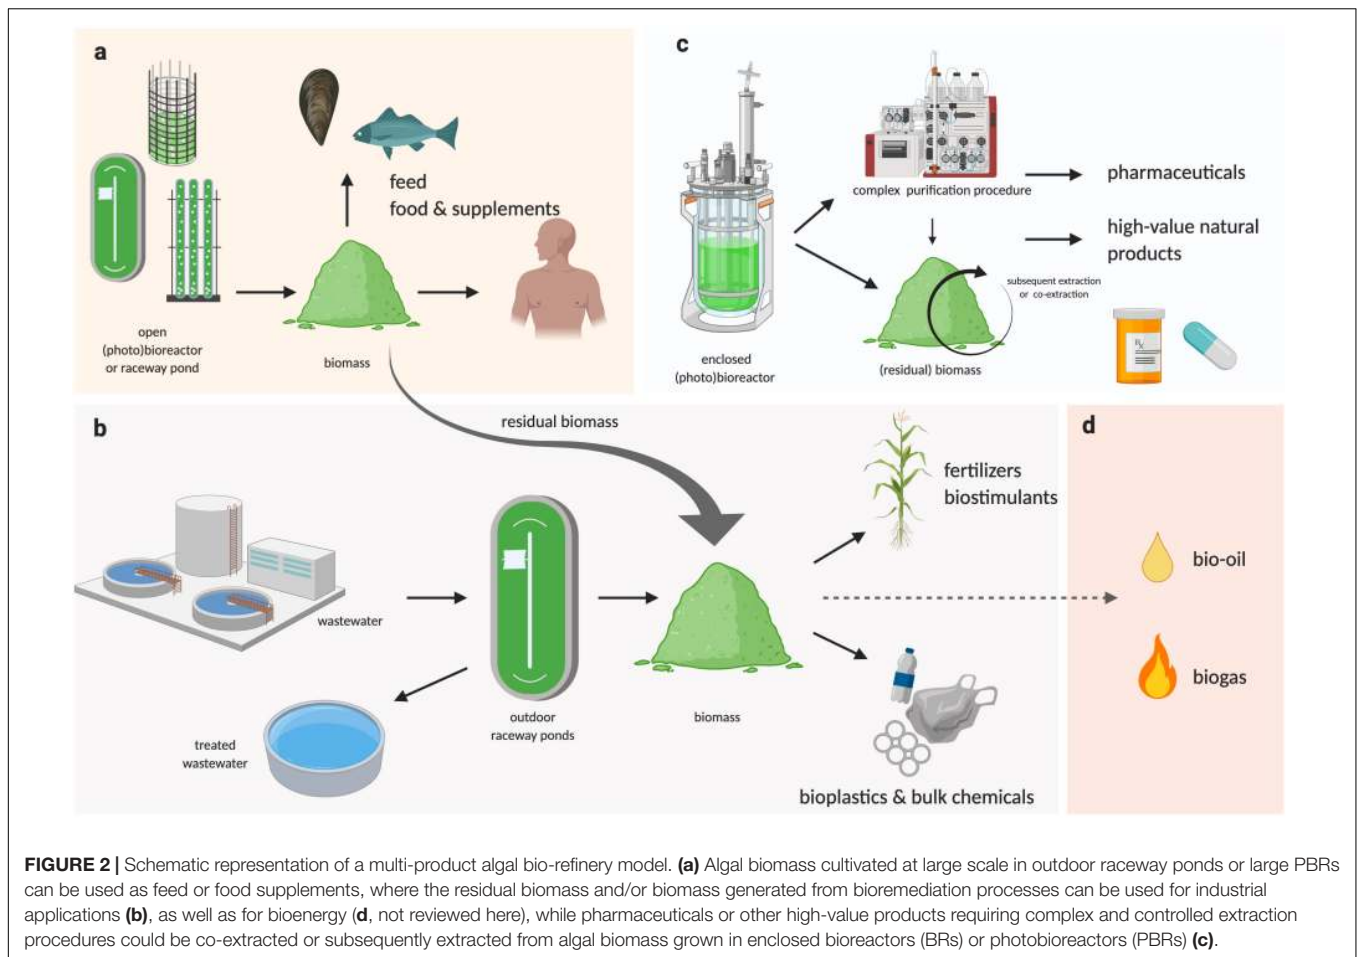 a
feed
food & supplements
open
(photo)bioreactor
or raceway pond
biomass
c
complex purification procedure
pharmaceuticals
high-value natural
products
subsequent extraction
or co-extraction
Rx
enclosed
(photo)bioreactor
(residual) biomass
b
residual biomass
wastewater
treated
wastewater
outdoor
raceway ponds
biomass
fertilizers
biostimulants
bioplastics & bulk chemicals
d
bio-oil
biogas
FIGURE 2 | Schematic representation of a multi-product algal bio-refinery model. (a) Algal biomass cultivated at large scale in outdoor raceway ponds or large PBRs
can be used as feed or food supplements, where the residual biomass and/or biomass generated from bioremediation processes can be used for industrial
applications (b), as well as for bioenergy (d, not reviewed here), while pharmaceuticals or other high-value products requiring complex and controlled extraction
procedures could be co-extracted or subsequently extracted from algal biomass grown in enclosed bioreactors (BRs) or photobioreactors (PBRs) (c).